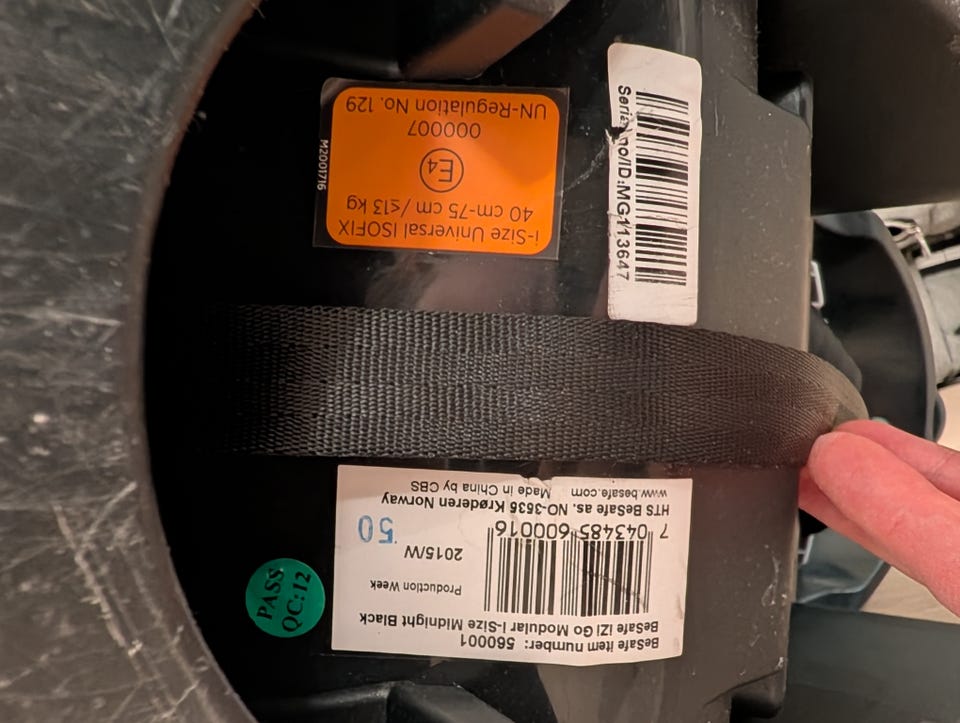 i-Size Universal ISOFIX
40 cm-75 cm / ≤13 kg
E4
000007
UN-Regulation No. 129
M2001716
Serial no/ID:MG113647
BeSafe item number: 560001
BeSafe iZi Go Modular i-Size Midnight Black
Production Week
2015/W
50
7 043485 600016
HTS BeSafe as. NO-3535 Krøderen Norway
www.besafe.com Made in China by CBS
PASS
QC:12